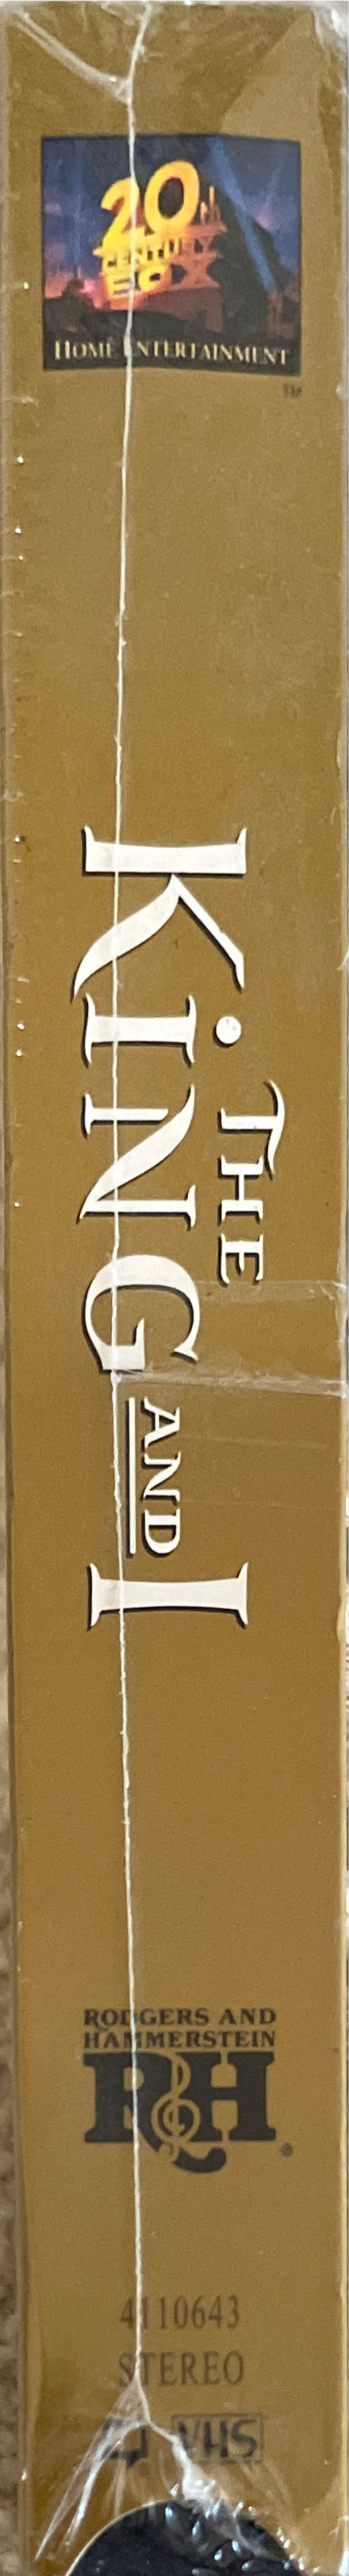 20th
CENTURY
FOX
HOME ENTERTAINMENT
TM
THE
KING AND I
RODGERS AND
HAMMERSTEIN
R&H
®
4110643
STEREO
VHS